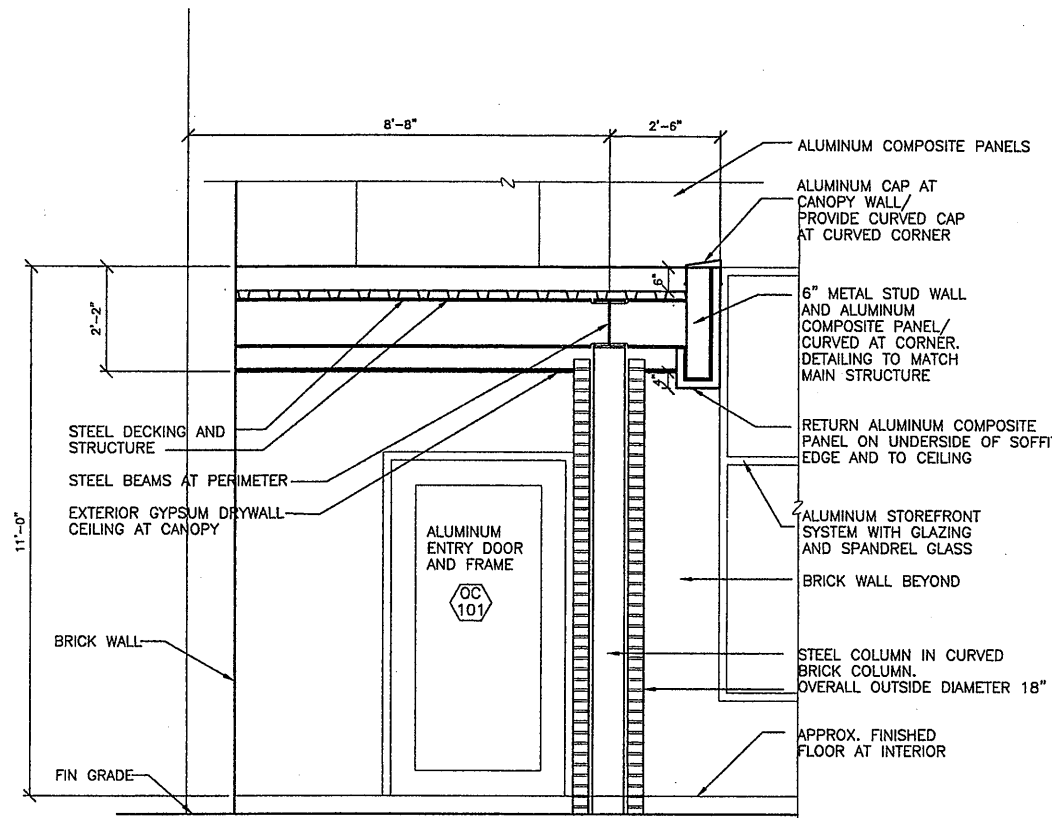 8'-8"
2'-6"
ALUMINUM COMPOSITE PANELS
ALUMINUM CAP AT
CANOPY WALL/
PROVIDE CURVED CAP
AT CURVED CORNER
6"
2'-2"
6" METAL STUD WALL
AND ALUMINUM
COMPOSITE PANEL/
CURVED AT CORNER.
DETAILING TO MATCH
MAIN STRUCTURE
4"
STEEL DECKING AND
STRUCTURE
RETURN ALUMINUM COMPOSITE
PANEL ON UNDERSIDE OF SOFFIT
EDGE AND TO CEILING
STEEL BEAMS AT PERIMETER
EXTERIOR GYPSUM DRYWALL
CEILING AT CANOPY
11'-0"
ALUMINUM
ENTRY DOOR
AND FRAME
OC
101
ALUMINUM STOREFRONT
SYSTEM WITH GLAZING
AND SPANDREL GLASS
BRICK WALL BEYOND
BRICK WALL
STEEL COLUMN IN CURVED
BRICK COLUMN.
OVERALL OUTSIDE DIAMETER 18"
APPROX. FINISHED
FLOOR AT INTERIOR
FIN GRADE